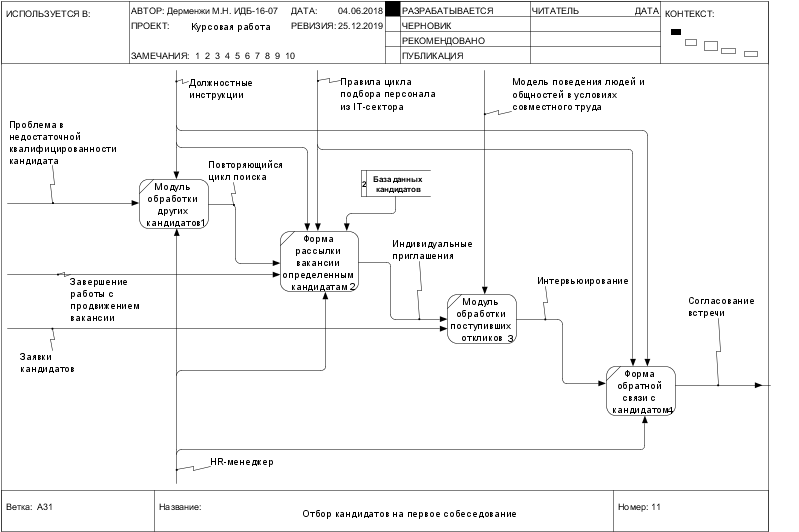 ИСПОЛЬЗУЕТСЯ В:
АВТОР: Дерменжи М.Н. ИДБ-16-07
ДАТА: 04.06.2018
ПРОЕКТ: Курсовая работа
РЕВИЗИЯ: 25.12.2019
ЗАМЕЧАНИЯ: 1 2 3 4 5 6 7 8 9 10
РАЗРАБАТЫВАЕТСЯ
ЧЕРНОВИК
РЕКОМЕНДОВАНО
ПУБЛИКАЦИЯ
ЧИТАТЕЛЬ
ДАТА
КОНТЕКСТ:
Должностные
инструкции
Правила цикла
подбора персонала
из IT-сектора
Модель поведения людей и
общностей в условиях
совместного труда
Проблема в
недостаточной
квалифицированности
кандидата
Повторяющийся
цикл поиска
2
База данных
кандидатов
Модуль
обработки
других
кандидатов1
Форма
рассылки
вакансии
определенным
кандидатам 2
Индивидуальные
приглашения
Завершение
работы с
продвижением
вакансии
Интервьюирование
Модуль
обработки
поступивших
откликов 3
Согласование
встречи
Заявки
кандидатов
Форма
обратной
связи с
кандидатом4
HR-менеджер
Ветка: A31
Название:
Отбор кандидатов на первое собеседование
Номер: 11